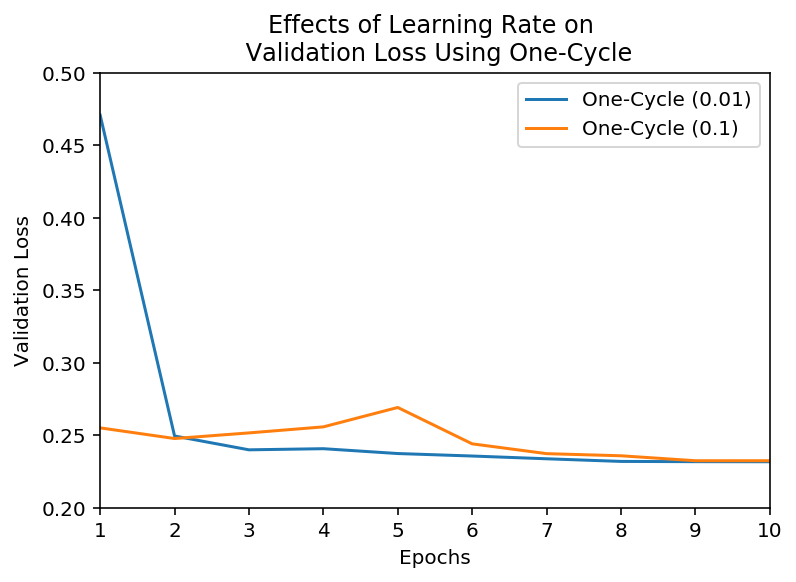 Effects of Learning Rate on
Validation Loss Using One-Cycle
One-Cycle (0.01)
One-Cycle (0.1)
Validation Loss
0.50
0.45
0.40
0.35
0.30
0.25
0.20
1 2 3 4 5 6 7 8 9 10
Epochs